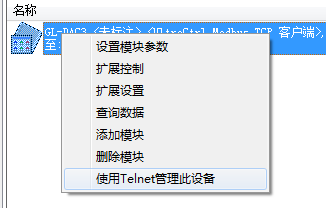 名称
GL-DAC3 <未标注> <UltraCtrl Modbus TCP 客户端>,
至:
设置模块参数
扩展控制
扩展设置
查询数据
添加模块
删除模块
使用Telnet管理此设备